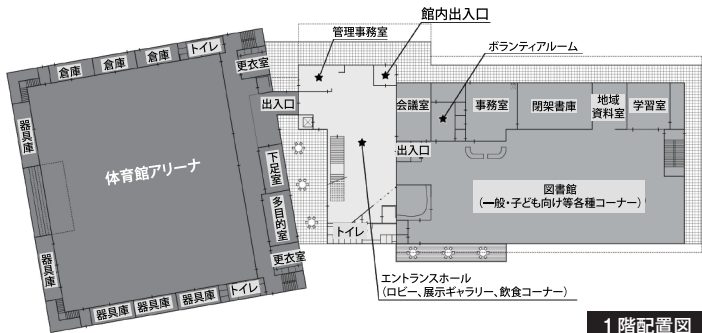 館内出入口
管理事務室
ボランティアルーム
トイレ
倉庫
倉庫
倉庫
更衣室
出入口
会議室
事務室
閉架書庫
地域
資料室
学習室
器具庫
体育館アリーナ
下足室
出入口
図書館
(一般・子ども向け等各種コーナー)
多目的室
トイレ
更衣室
器具庫
エントランスホール
(ロビー、展示ギャラリー、飲食コーナー)
トイレ
器具庫
器具庫
器具庫
1階配置図